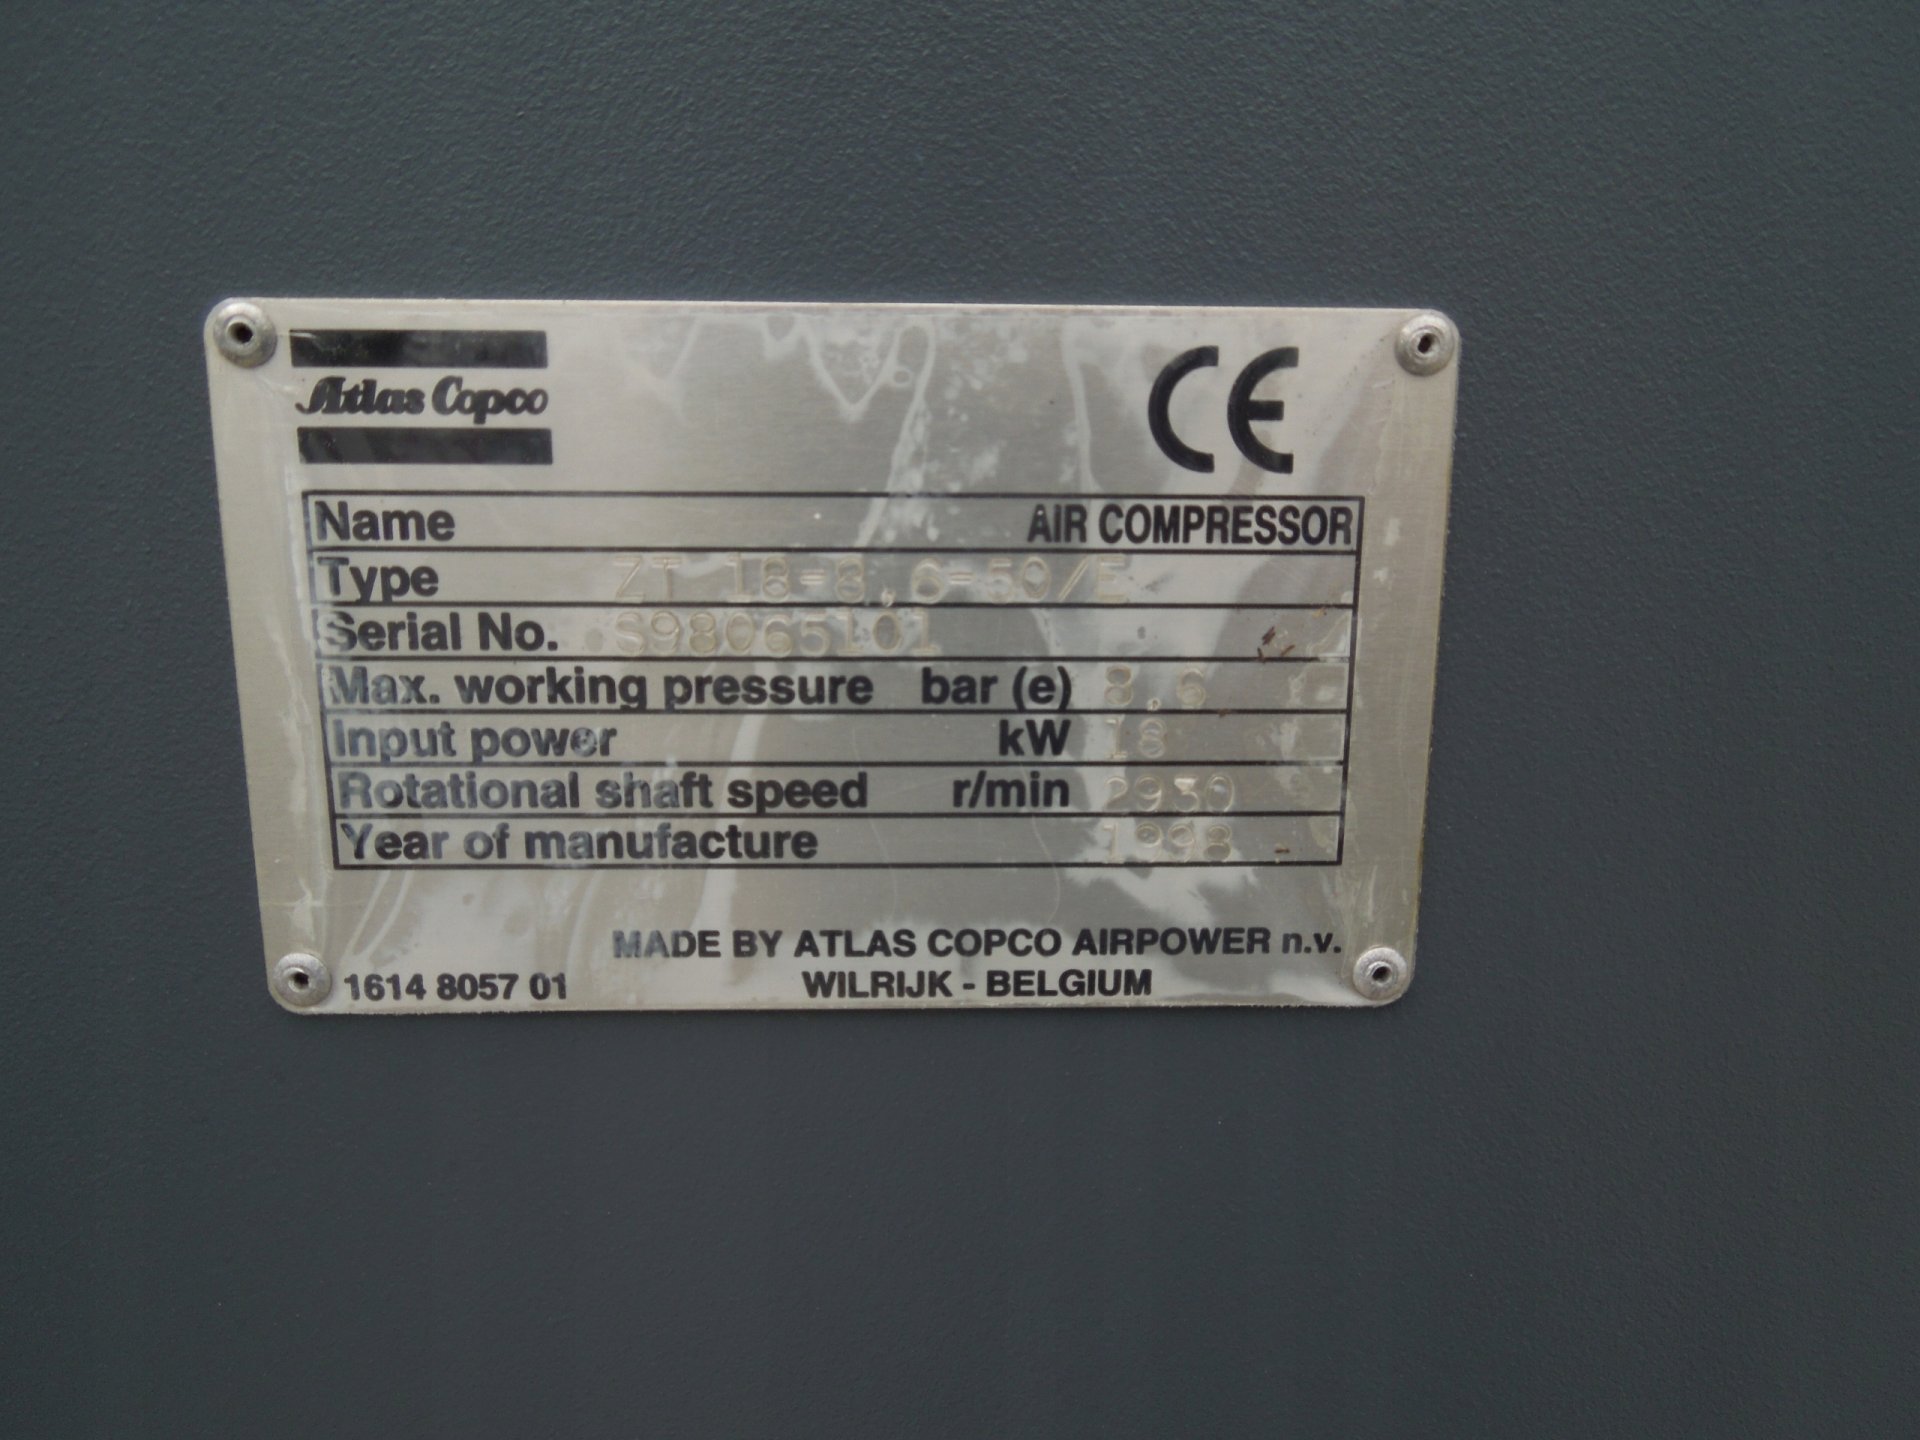 Atlas Copco
CE
Name AIR COMPRESSOR
Type ZT 18-8,6-50/E
Serial No. S98065101
Max. working pressure bar (e) 8,6
Input power kW 18
Rotational shaft speed r/min 2930
Year of manufacture 1998
MADE BY ATLAS COPCO AIRPOWER n.v.
1614 8057 01 WILRIJK - BELGIUM